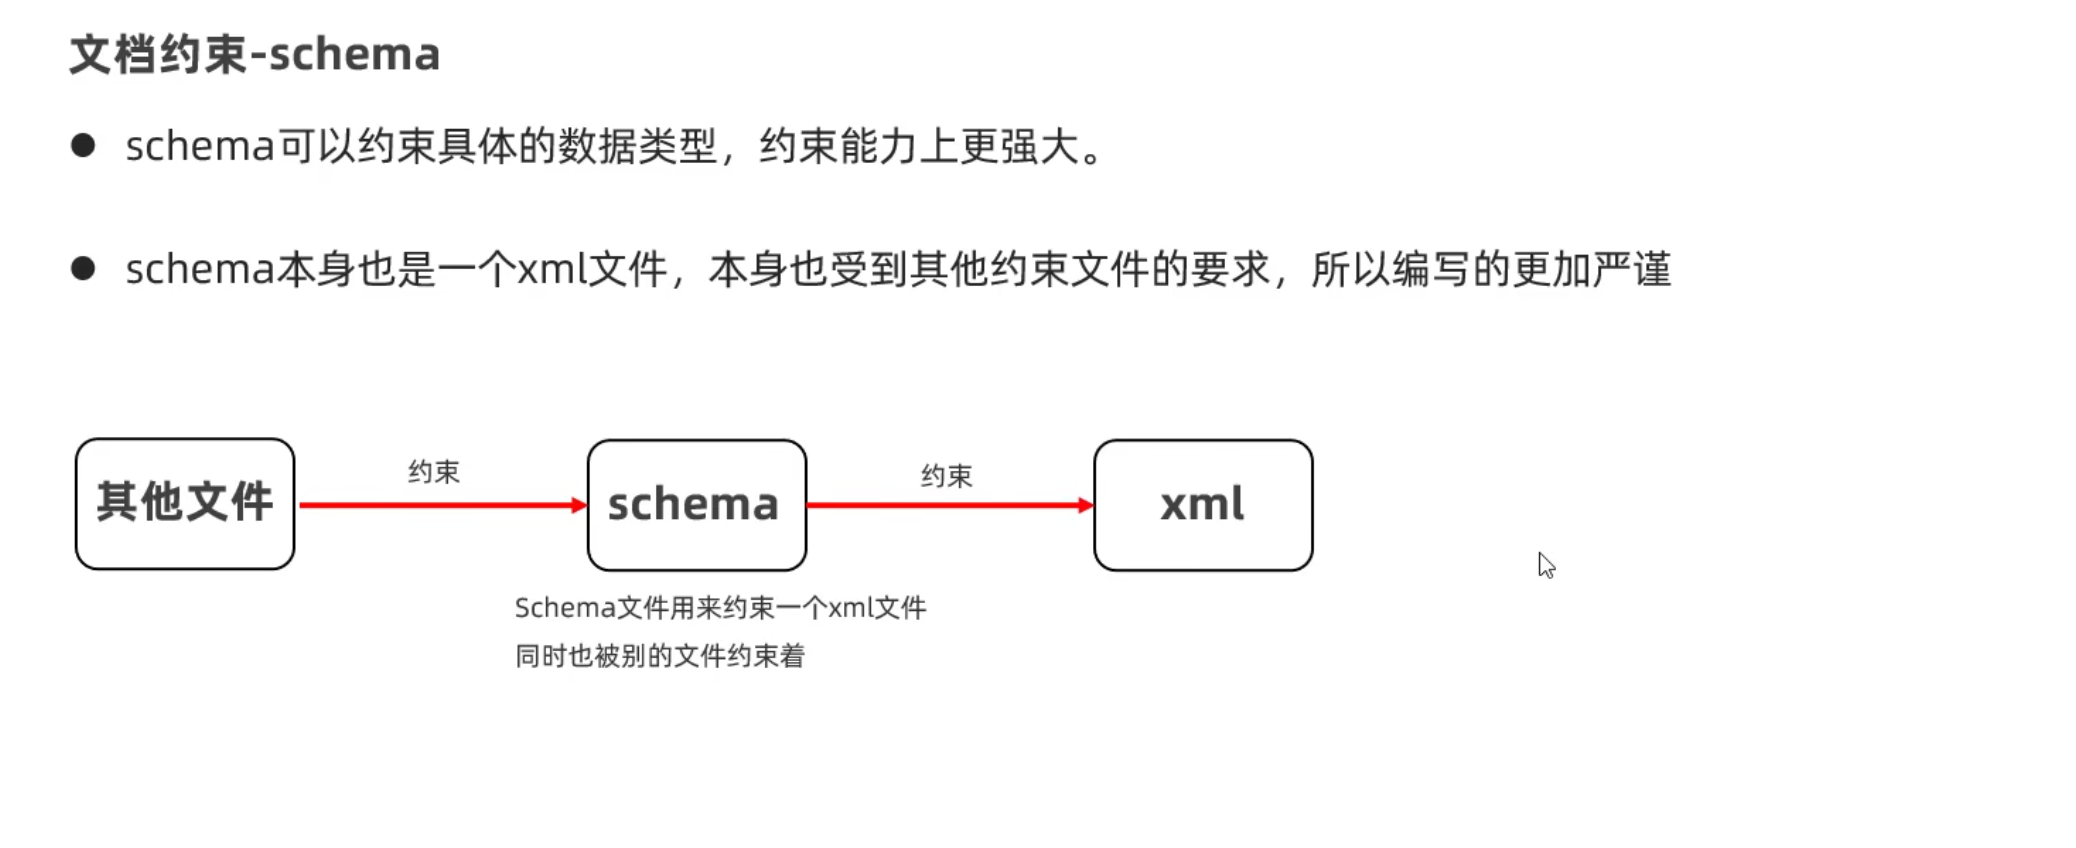 文档约束-schema
schema可以约束具体的数据类型，约束能力上更强大。
schema本身也是一个xml文件，本身也受到其他约束文件的要求，所以编写的更加严谨
其他文件
约束
schema
约束
xml
Schema文件用来约束一个xml文件
同时也被别的文件约束着